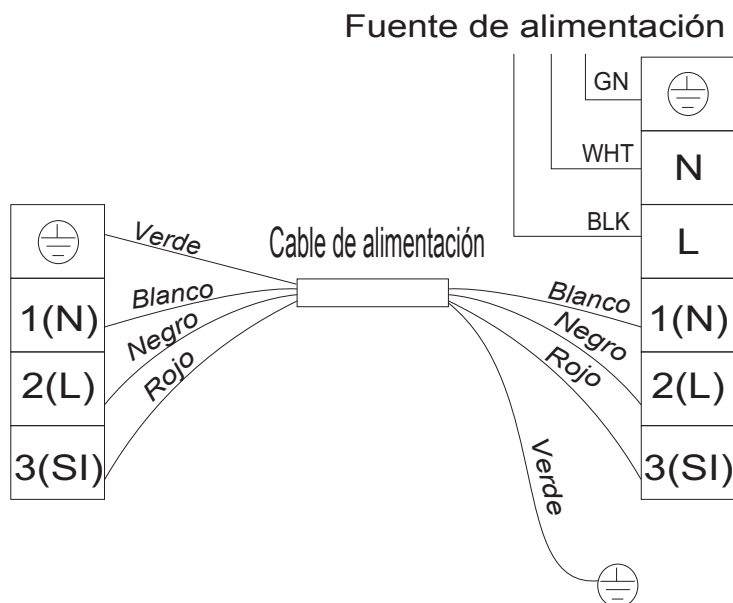 Fuente de alimentación
GN
WHT
N
BLK
L
Verde
Cable de alimentación
1(N)
Blanco
Blanco
1(N)
Negro
Negro
2(L)
Rojo
Rojo
2(L)
3(SI)
3(SI)
Verde